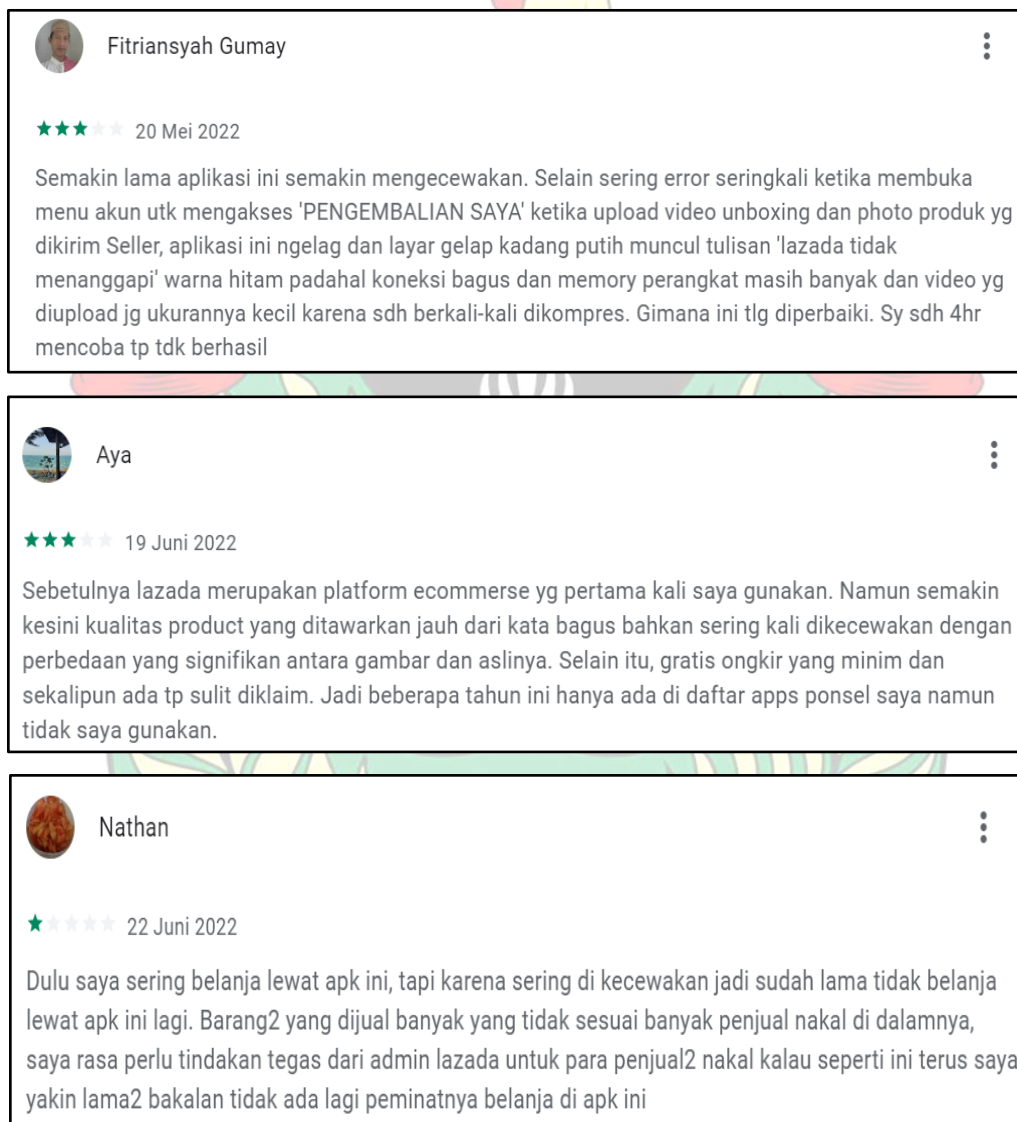 Fitriansyah Gumay
20 Mei 2022
Semakin lama aplikasi ini semakin mengecewakan. Selain sering error seringkali ketika membuka
menu akun utk mengakses 'PENGEMBALIAN SAYA' ketika upload video unboxing dan photo produk yg
dikirim Seller, aplikasi ini ngelag dan layar gelap kadang putih muncul tulisan 'lazada tidak
menanggapi' warna hitam padahal koneksi bagus dan memory perangkat masih banyak dan video yg
diupload jg ukurannya kecil karena sdh berkali-kali dikompres. Gimana ini tlg diperbaiki. Sy sdh 4hr
mencoba tp tdk berhasil
Aya
19 Juni 2022
Sebetulnya lazada merupakan platform ecommerse yg pertama kali saya gunakan. Namun semakin
kesini kualitas product yang ditawarkan jauh dari kata bagus bahkan sering kali dikecewakan dengan
perbedaan yang signifikan antara gambar dan aslinya. Selain itu, gratis ongkir yang minim dan
sekalipun ada tp sulit diklaim. Jadi beberapa tahun ini hanya ada di daftar apps ponsel saya namun
tidak saya gunakan.
Nathan
22 Juni 2022
Dulu saya sering belanja lewat apk ini, tapi karena sering di kecewakan jadi sudah lama tidak belanja
lewat apk ini lagi. Barang2 yang dijual banyak yang tidak sesuai banyak penjual nakal di dalamnya,
saya rasa perlu tindakan tegas dari admin lazada untuk para penjual2 nakal kalau seperti ini terus saya
yakin lama2 bakalan tidak ada lagi peminatnya belanja di apk ini